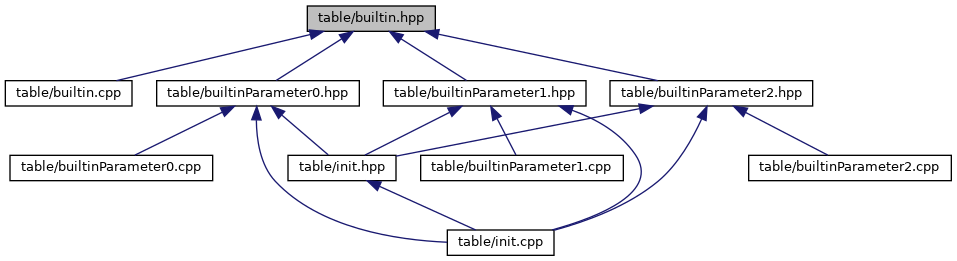 table/builtin.hpp
table/builtin.cpp
table/builtinParameter0.hpp
table/builtinParameter1.hpp
table/builtinParameter2.hpp
table/builtinParameter0.cpp
table/init.hpp
table/builtinParameter1.cpp
table/builtinParameter2.cpp
table/init.cpp